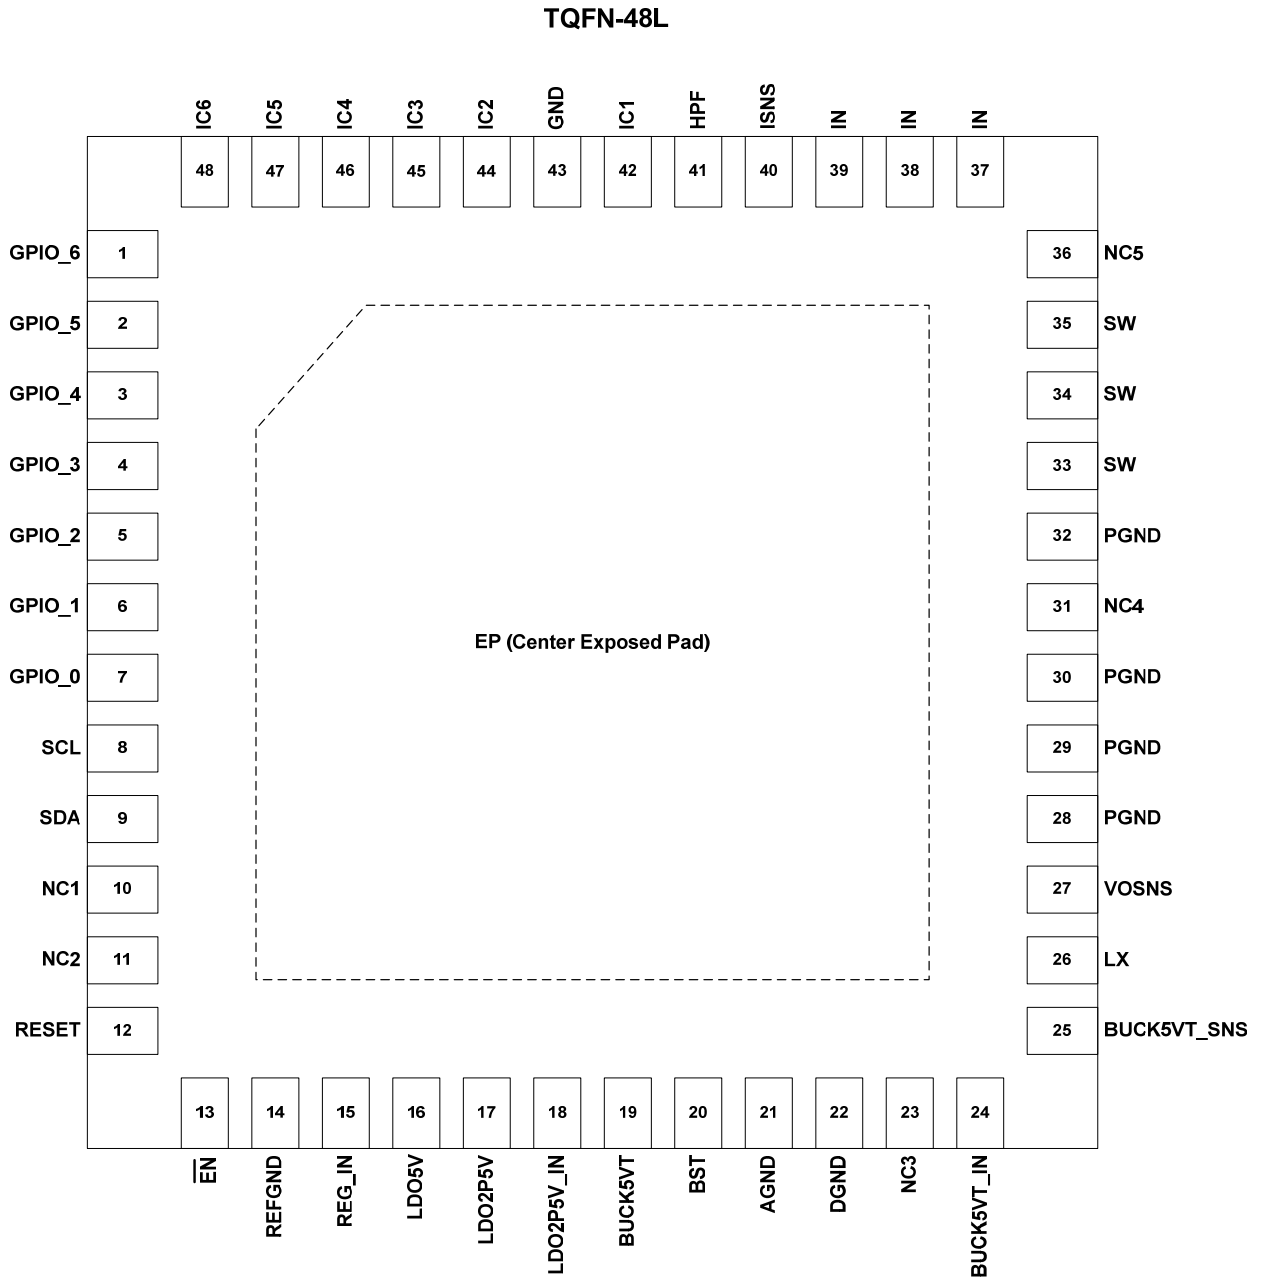 TQFN-48L
IC6 IC5 IC4 IC3 IC2 GND IC1 HPF ISNS IN IN IN
48 47 46 45 44 43 42 41 40 39 38 37
GPIO_6 1 36 NC5
GPIO_5 2 35 SW
GPIO_4 3 34 SW
GPIO_3 4 33 SW
GPIO_2 5 32 PGND
GPIO_1 6 31 NC4
EP (Center Exposed Pad)
GPIO_0 7 30 PGND
SCL 8 29 PGND
SDA 9 28 PGND
NC1 10 27 VOSNS
NC2 11 26 LX
RESET 12 25 BUCK5VT_SNS
13 14 15 16 17 18 19 20 21 22 23 24
EN REFGND REG_IN LDO5V LDO2P5V LDO2P5V_IN BUCK5VT BST AGND DGND NC3 BUCK5VT_IN